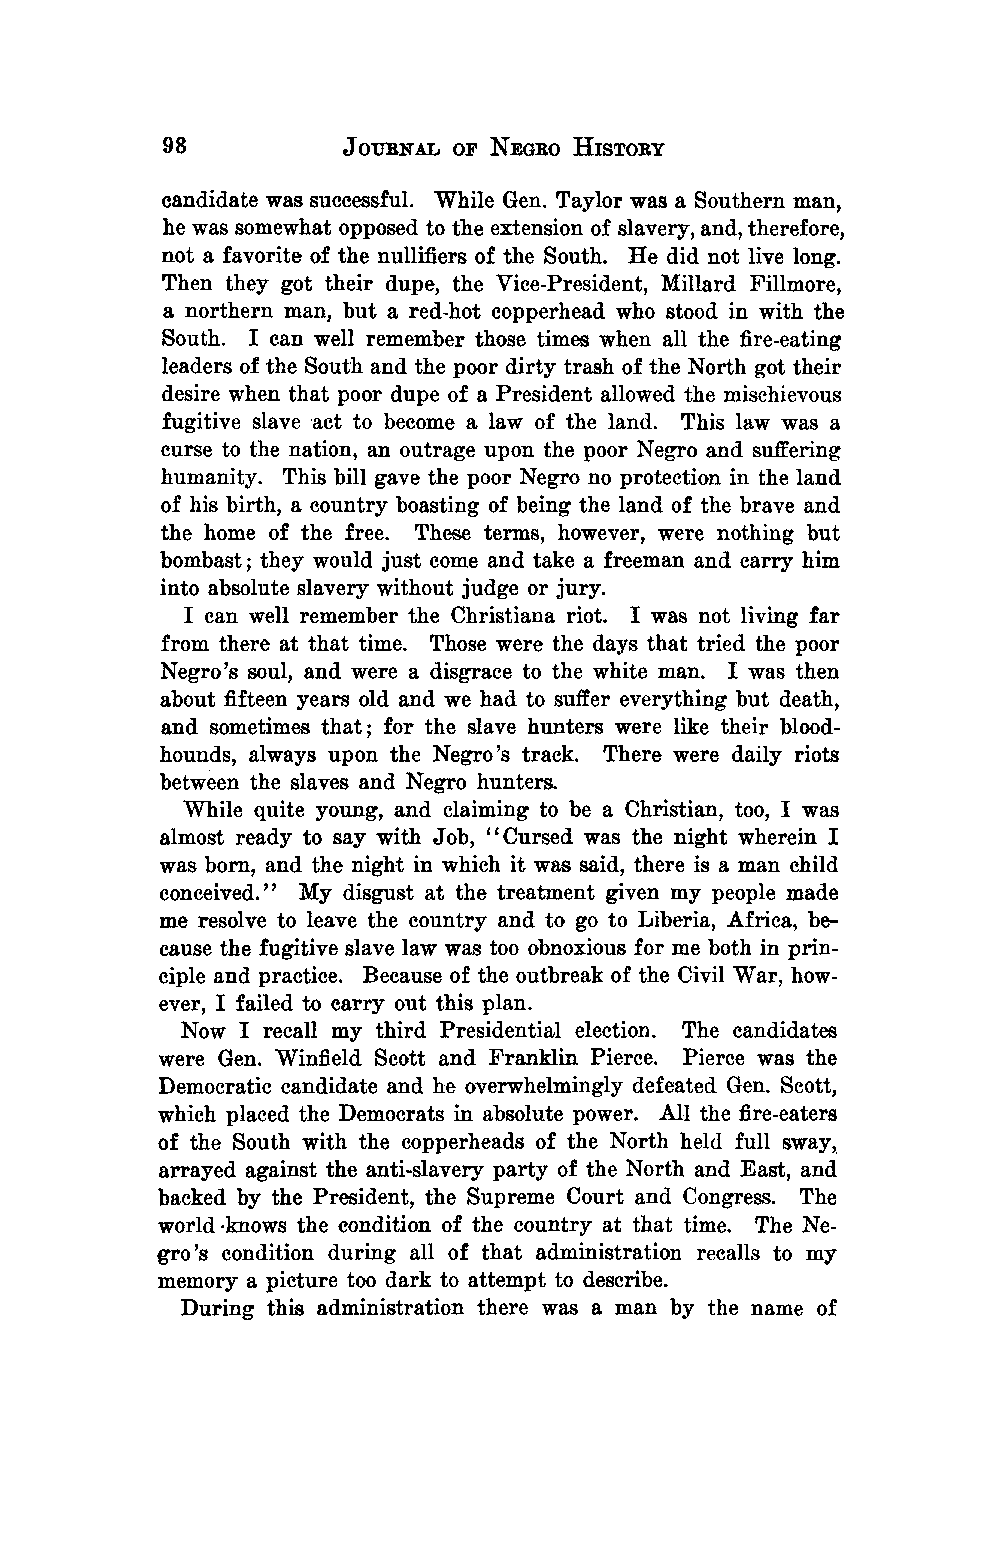 98 JOURNAL OF NEGRO HISTORY
candidate was successful. While Gen. Taylor was a Southern man,
he was somewhat opposed to the extension of slavery, and, therefore,
not a favorite of the nullifiers of the South. He did not live long.
Then they got their dupe, the Vice-President, Millard Fillmore,
a northern man, but a red-hot copperhead who stood in with the
South. I can well remember those times when all the fire-eating
leaders of the South and the poor dirty trash of the North got their
desire when that poor dupe of a President allowed the mischievous
fugitive slave act to become a law of the land. This law was a
curse to the nation, an outrage upon the poor Negro and suffering
humanity. This bill gave the poor Negro no protection in the land
of his birth, a country boasting of being the land of the brave and
the home of the free. These terms, however, were nothing but
bombast; they would just come and take a freeman and carry him
into absolute slavery without judge or jury.
I can well remember the Christiana riot. I was not living far
from there at that time. Those were the days that tried the poor
Negro's soul, and were a disgrace to the white man. I was then
about fifteen years old and we had to suffer everything but death,
and sometimes that; for the slave hunters were like their blood-
hounds, always upon the Negro's track. There were daily riots
between the slaves and Negro hunters.
While quite young, and claiming to be a Christian, too, I was
almost ready to say with Job, "Cursed was the night wherein I
was born, and the night in which it was said, there is a man child
conceived." My disgust at the treatment given my people made
me resolve to leave the country and to go to Liberia, Africa, be-
cause the fugitive slave law was too obnoxious for me both in prin-
ciple and practice. Because of the outbreak of the Civil War, how-
ever, I failed to carry out this plan.
Now I recall my third Presidential election. The candidates
were Gen. Winfield Scott and Franklin Pierce. Pierce was the
Democratic candidate and he overwhelmingly defeated Gen. Scott,
which placed the Democrats in absolute power. All the fire-eaters
of the South with the copperheads of the North held full sway,
arrayed against the anti-slavery party of the North and East, and
backed by the President, the Supreme Court and Congress. The
world knows the condition of the country at that time. The Ne-
gro's condition during all of that administration recalls to my
memory a picture too dark to attempt to describe.
During this administration there was a man by the name of